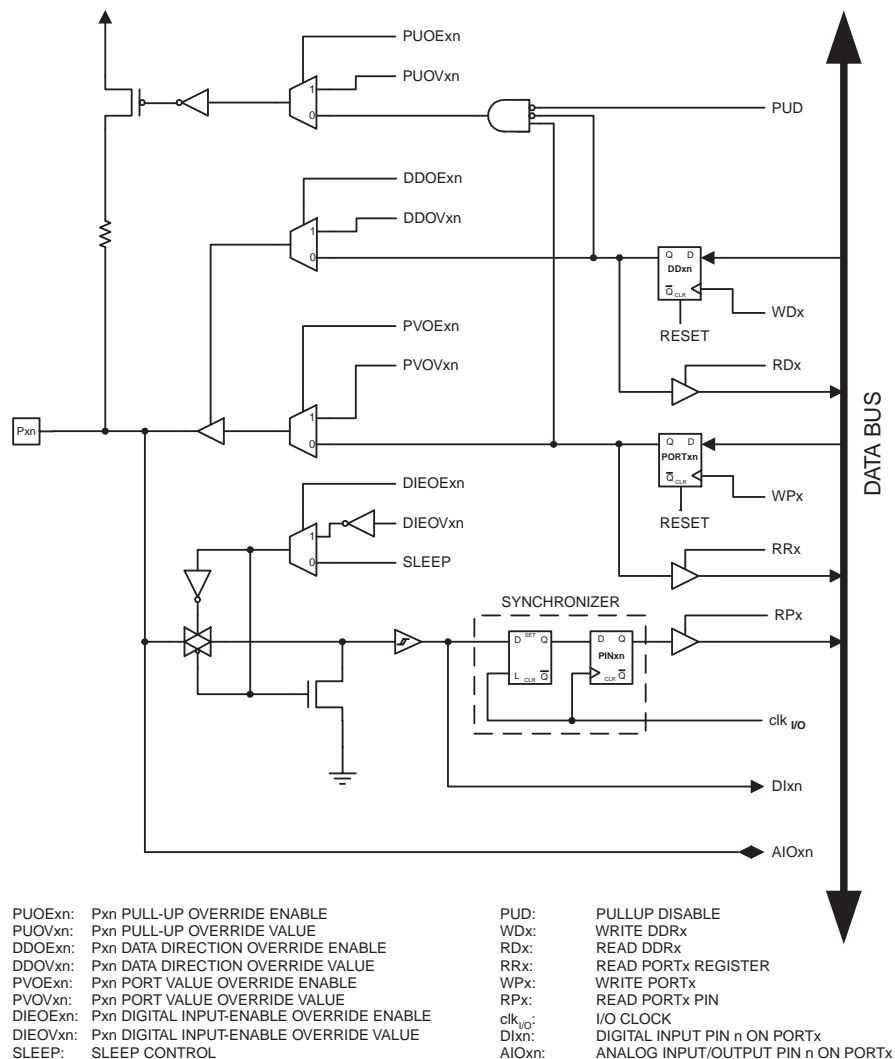 PUOExn
PUOVxn
1
0
PUD
DDOExn
DDOVxn
1
0
Q D
DDxn
Q CLR
WDx
RESET
PVOExn
RDx
PVOVxn
Pxn
1
0
Q D
PORTxn
Q CLR
WPx
RESET
DATA BUS
DIEOExn
DIEOVxn
1
0
SLEEP
RRx
SYNCHRONIZER
RPx
D SET Q
L CLR Q
D Q
PINxn
CLR Q
clk I/O
DIxn
AIOxn
PUOExn: Pxn PULL-UP OVERRIDE ENABLE
PUOVxn: Pxn PULL-UP OVERRIDE VALUE
DDOExn: Pxn DATA DIRECTION OVERRIDE ENABLE
DDOVxn: Pxn DATA DIRECTION OVERRIDE VALUE
PVOExn: Pxn PORT VALUE OVERRIDE ENABLE
PVOVxn: Pxn PORT VALUE OVERRIDE VALUE
DIEOExn: Pxn DIGITAL INPUT-ENABLE OVERRIDE ENABLE
DIEOVxn: Pxn DIGITAL INPUT-ENABLE OVERRIDE VALUE
SLEEP: SLEEP CONTROL
PUD: PULLUP DISABLE
WDx: WRITE DDRx
RDx: READ DDRx
RRx: READ PORTx REGISTER
WPx: WRITE PORTx
RPx: READ PORTx PIN
clkI/O: I/O CLOCK
DIxn: DIGITAL INPUT PIN n ON PORTx
AIOxn: ANALOG INPUT/OUTPUT PIN n ON PORTx